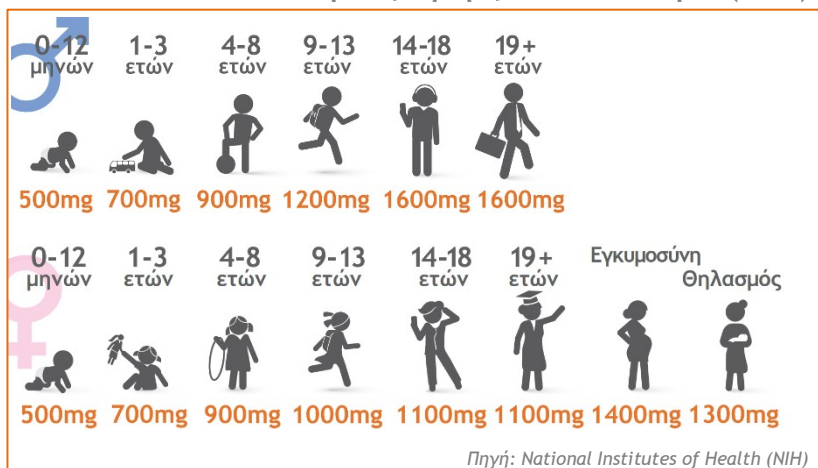 0-12 1-3 4-8 9-13 14-18 19+
μηνών ετών ετών ετών ετών ετών
500mg 700mg 900mg 1200mg 1600mg 1600mg
0-12 1-3 4-8 9-13 14-18 19+ Εγκυμοσύνη
μηνών ετών ετών ετών ετών ετών Θηλασμός
500mg 700mg 900mg 1000mg 1100mg 1100mg 1400mg 1300mg
Πηγή: National Institutes of Health (NIH)